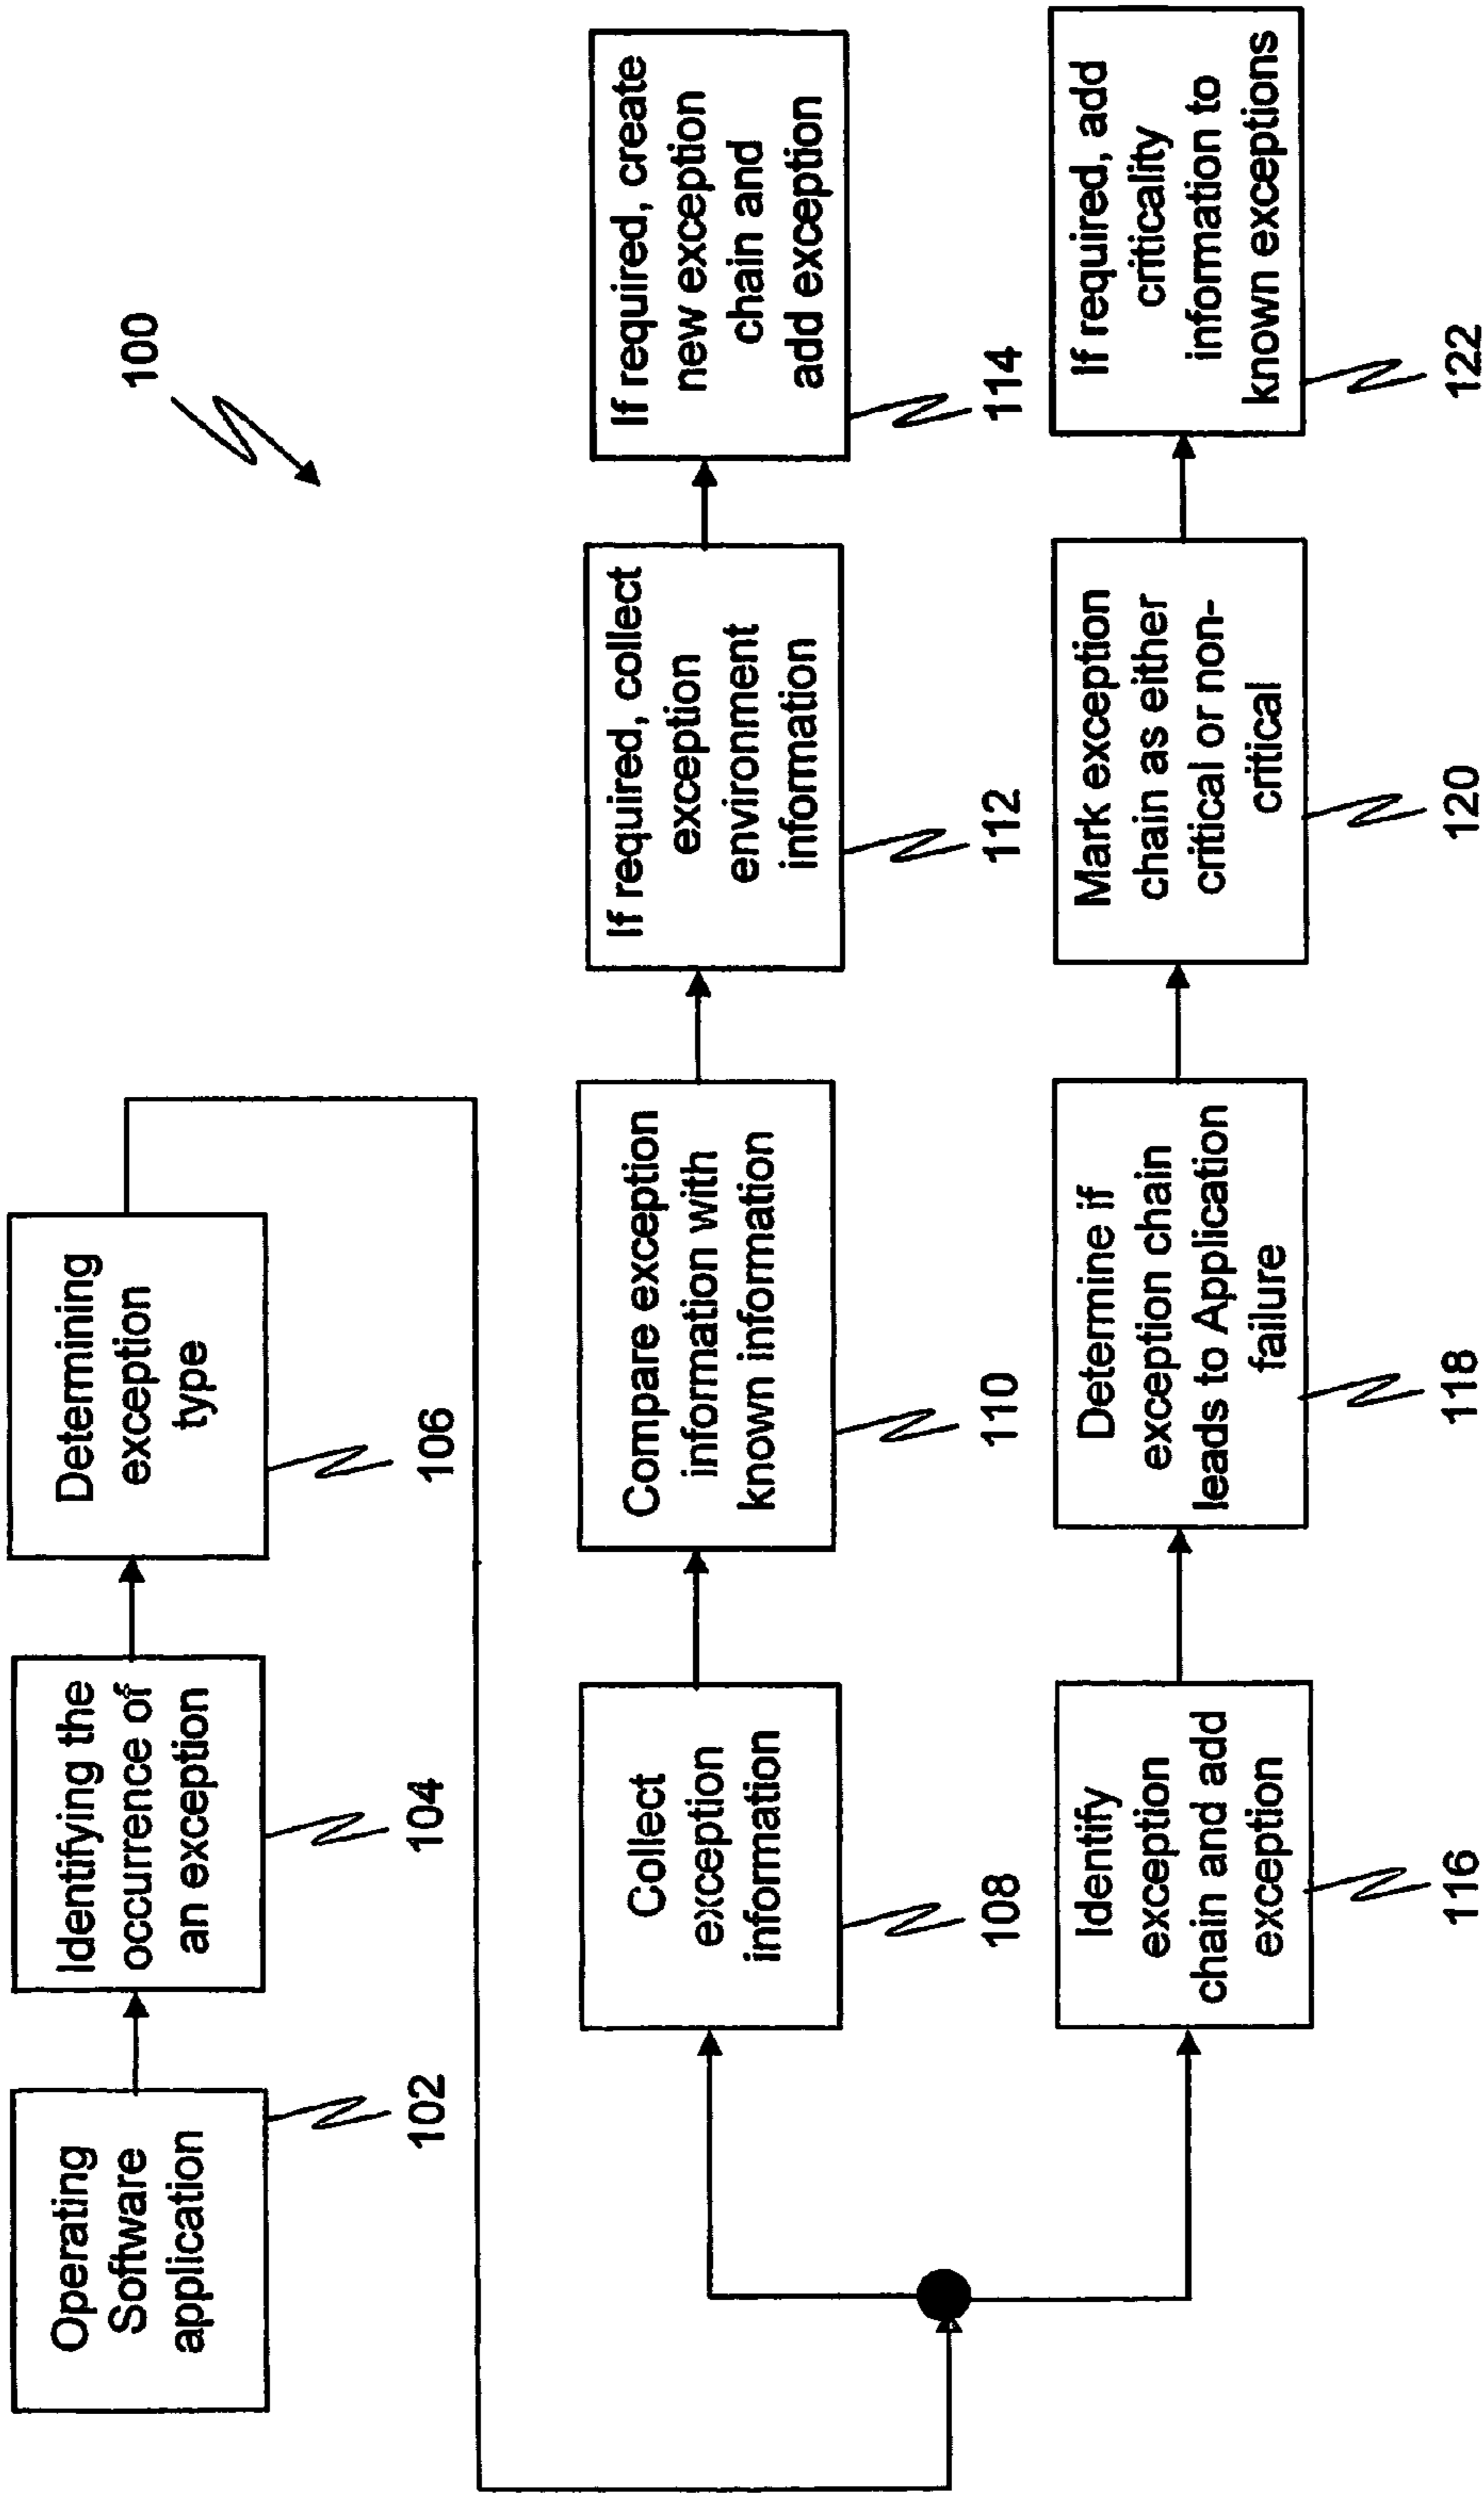 100
Operating
Software
application
102
Identifying the
occurrence of
an exception
104
Determining
exception
type
106
Collect
exception
information
108
Compare exception
information with
known information
110
If required, collect
exception
environment
information
112
If required, create
new exception
chain and
add exception
114
Identify
exception
chain and add
exception
116
Determine if
exception chain
leads to Application
failure
118
Mark exception
chain as either
critical or non-
critical
120
If required, add
criticality
information to
known exceptions
122